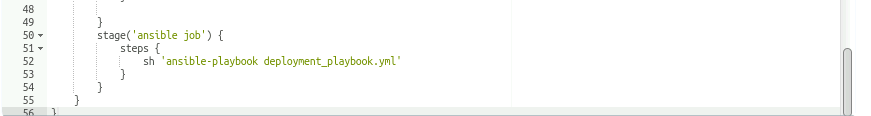 48
49 }
50 stage('ansible job') {
51 steps {
52 sh 'ansible-playbook deployment_playbook.yml'
53 }
54 }
55 }
56 }